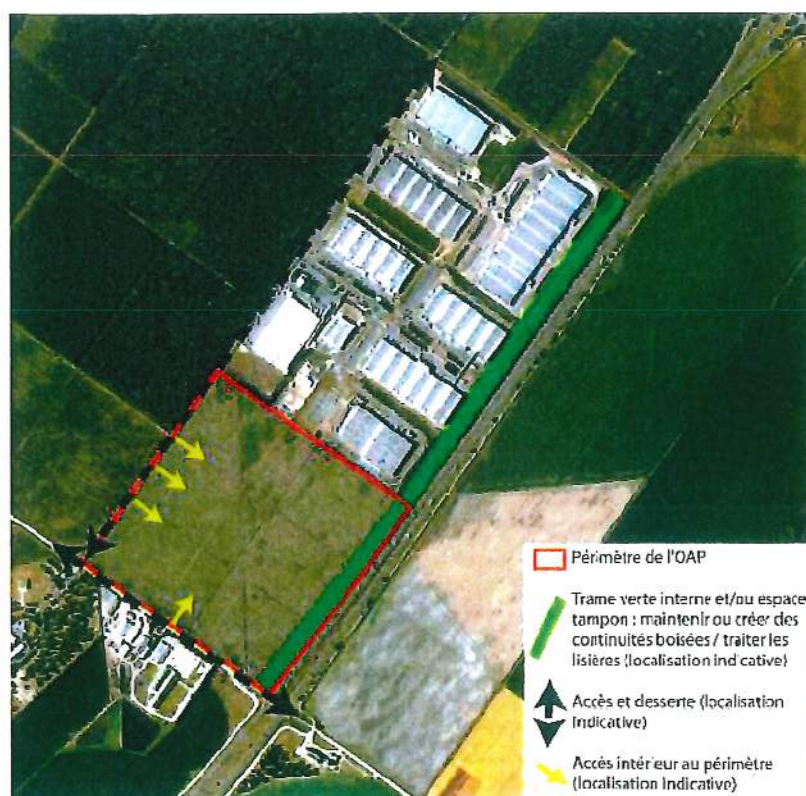 Périmètre de l'OAP
Trame verte interne et/ou espace
tampon : maintenir ou créer des
continuités boisées / traiter les
lisières (localisation indicative)
Accès et desserte (localisation
indicative)
Accès intérieur au périmètre
(localisation indicative)